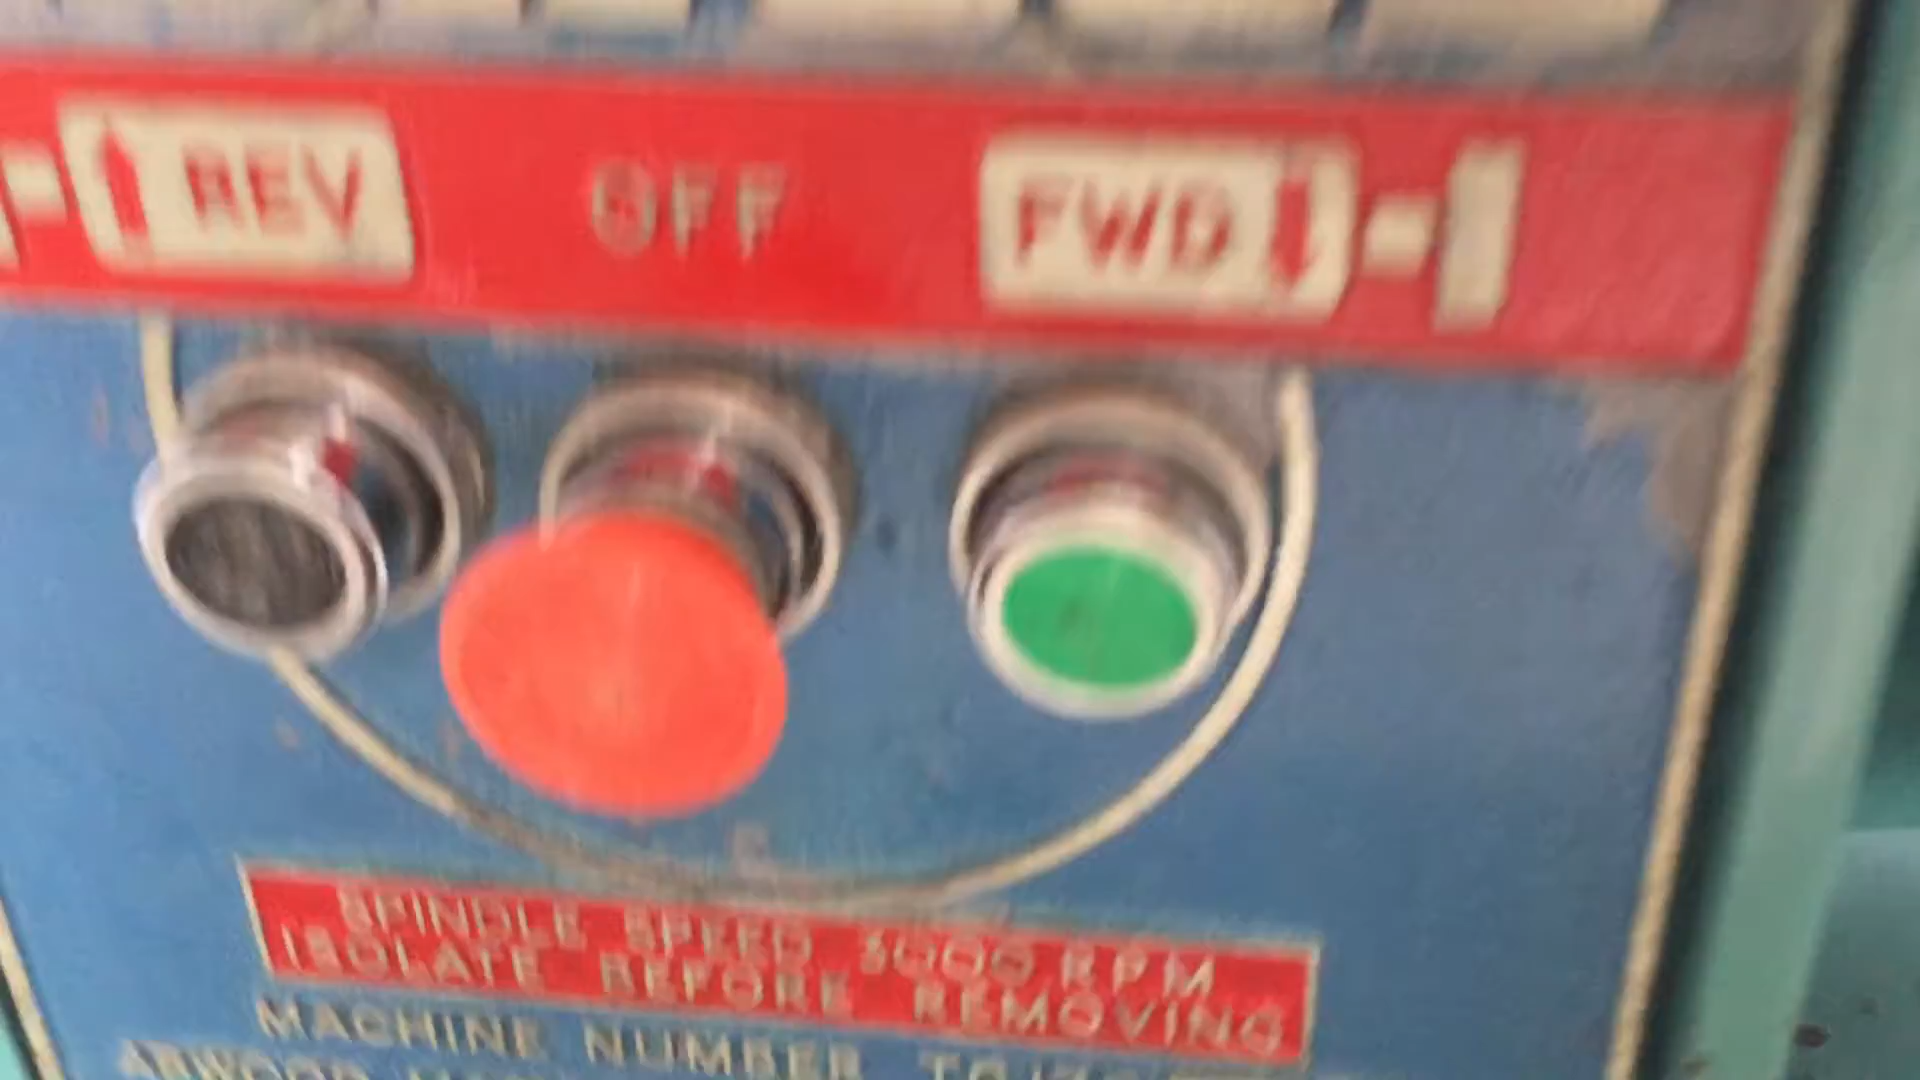 REV OFF FWD
SPINDLE SPEED 3000 RPM
ISOLATE BEFORE REMOVING
MACHINE NUMBER